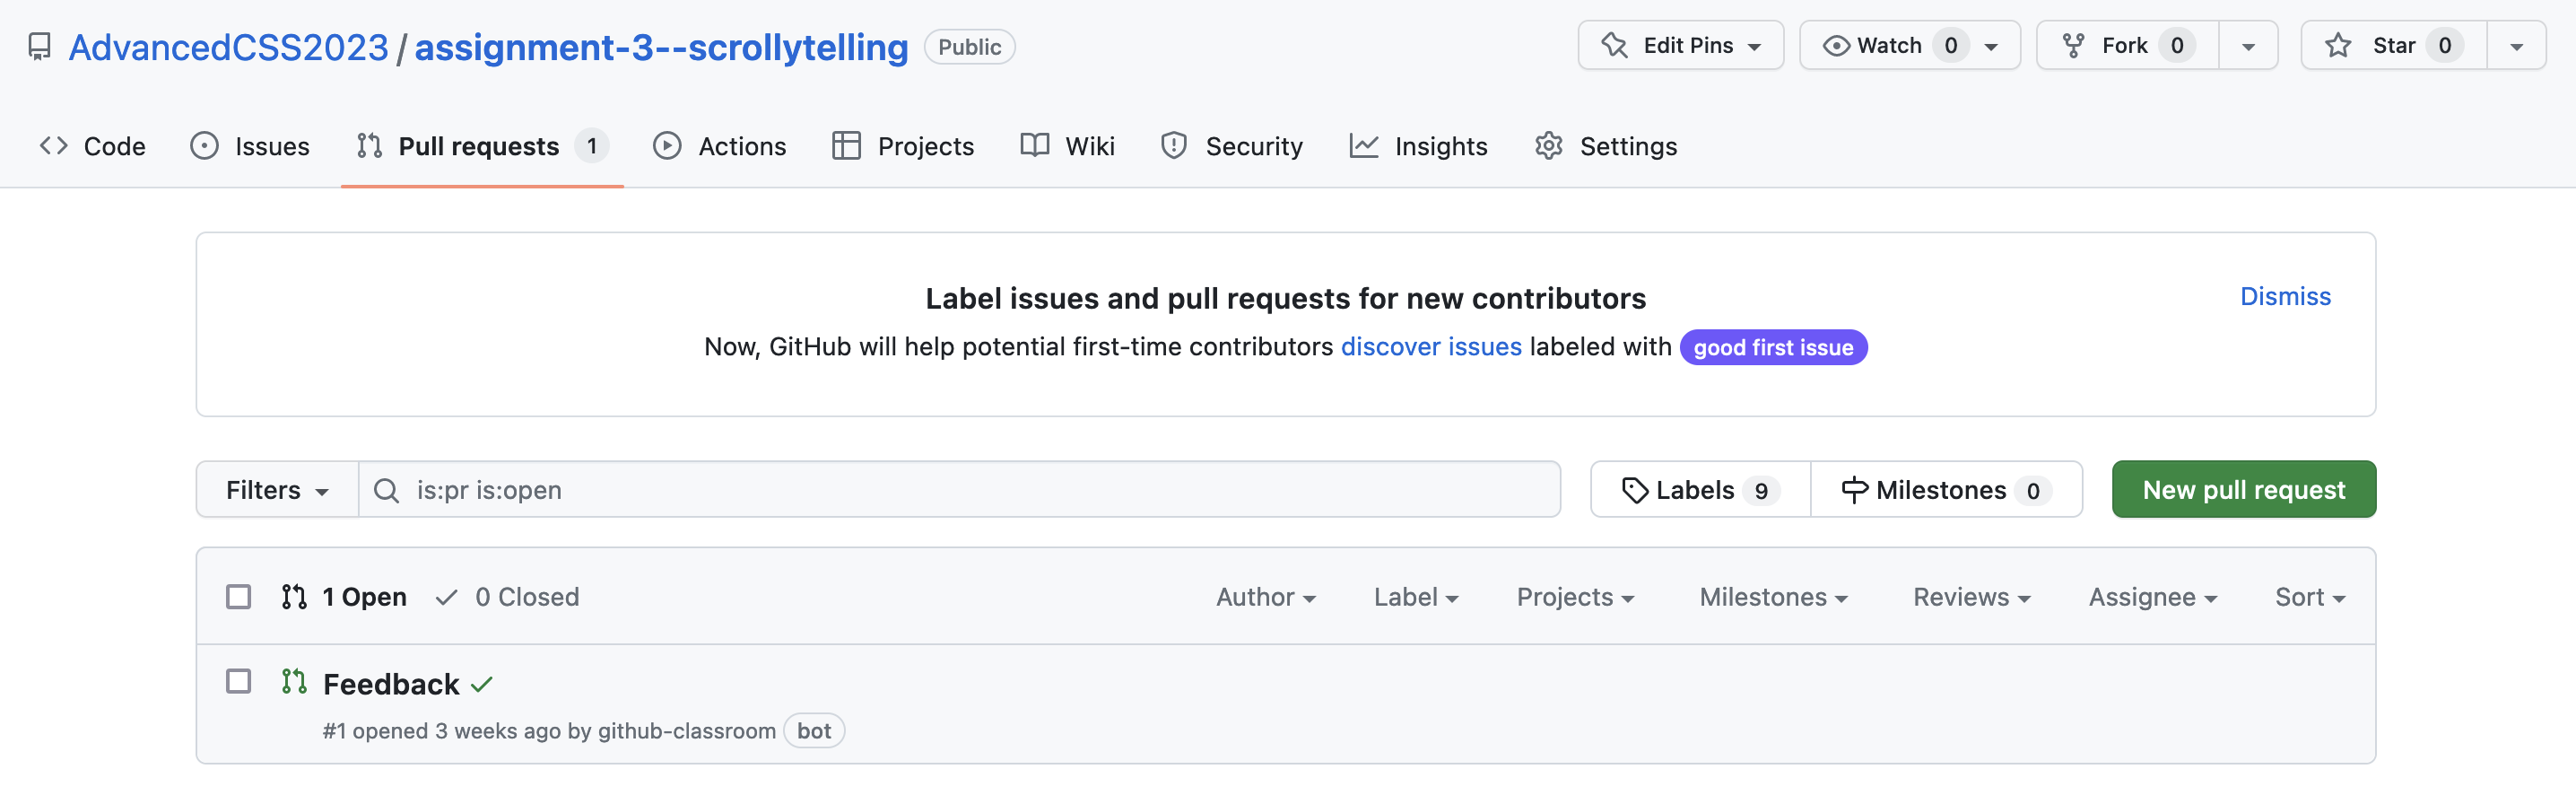 AdvancedCSS2023 / assignment-3--scrollytelling Public Edit Pins Watch 0 Fork 0 Star 0
Code Issues Pull requests 1 Actions Projects Wiki Security Insights Settings
Label issues and pull requests for new contributors Dismiss
Now, GitHub will help potential first-time contributors discover issues labeled with good first issue
Filters is:pr is:open Labels 9 Milestones 0 New pull request
1 Open 0 Closed Author Label Projects Milestones Reviews Assignee Sort
Feedback
#1 opened 3 weeks ago by github-classroom bot